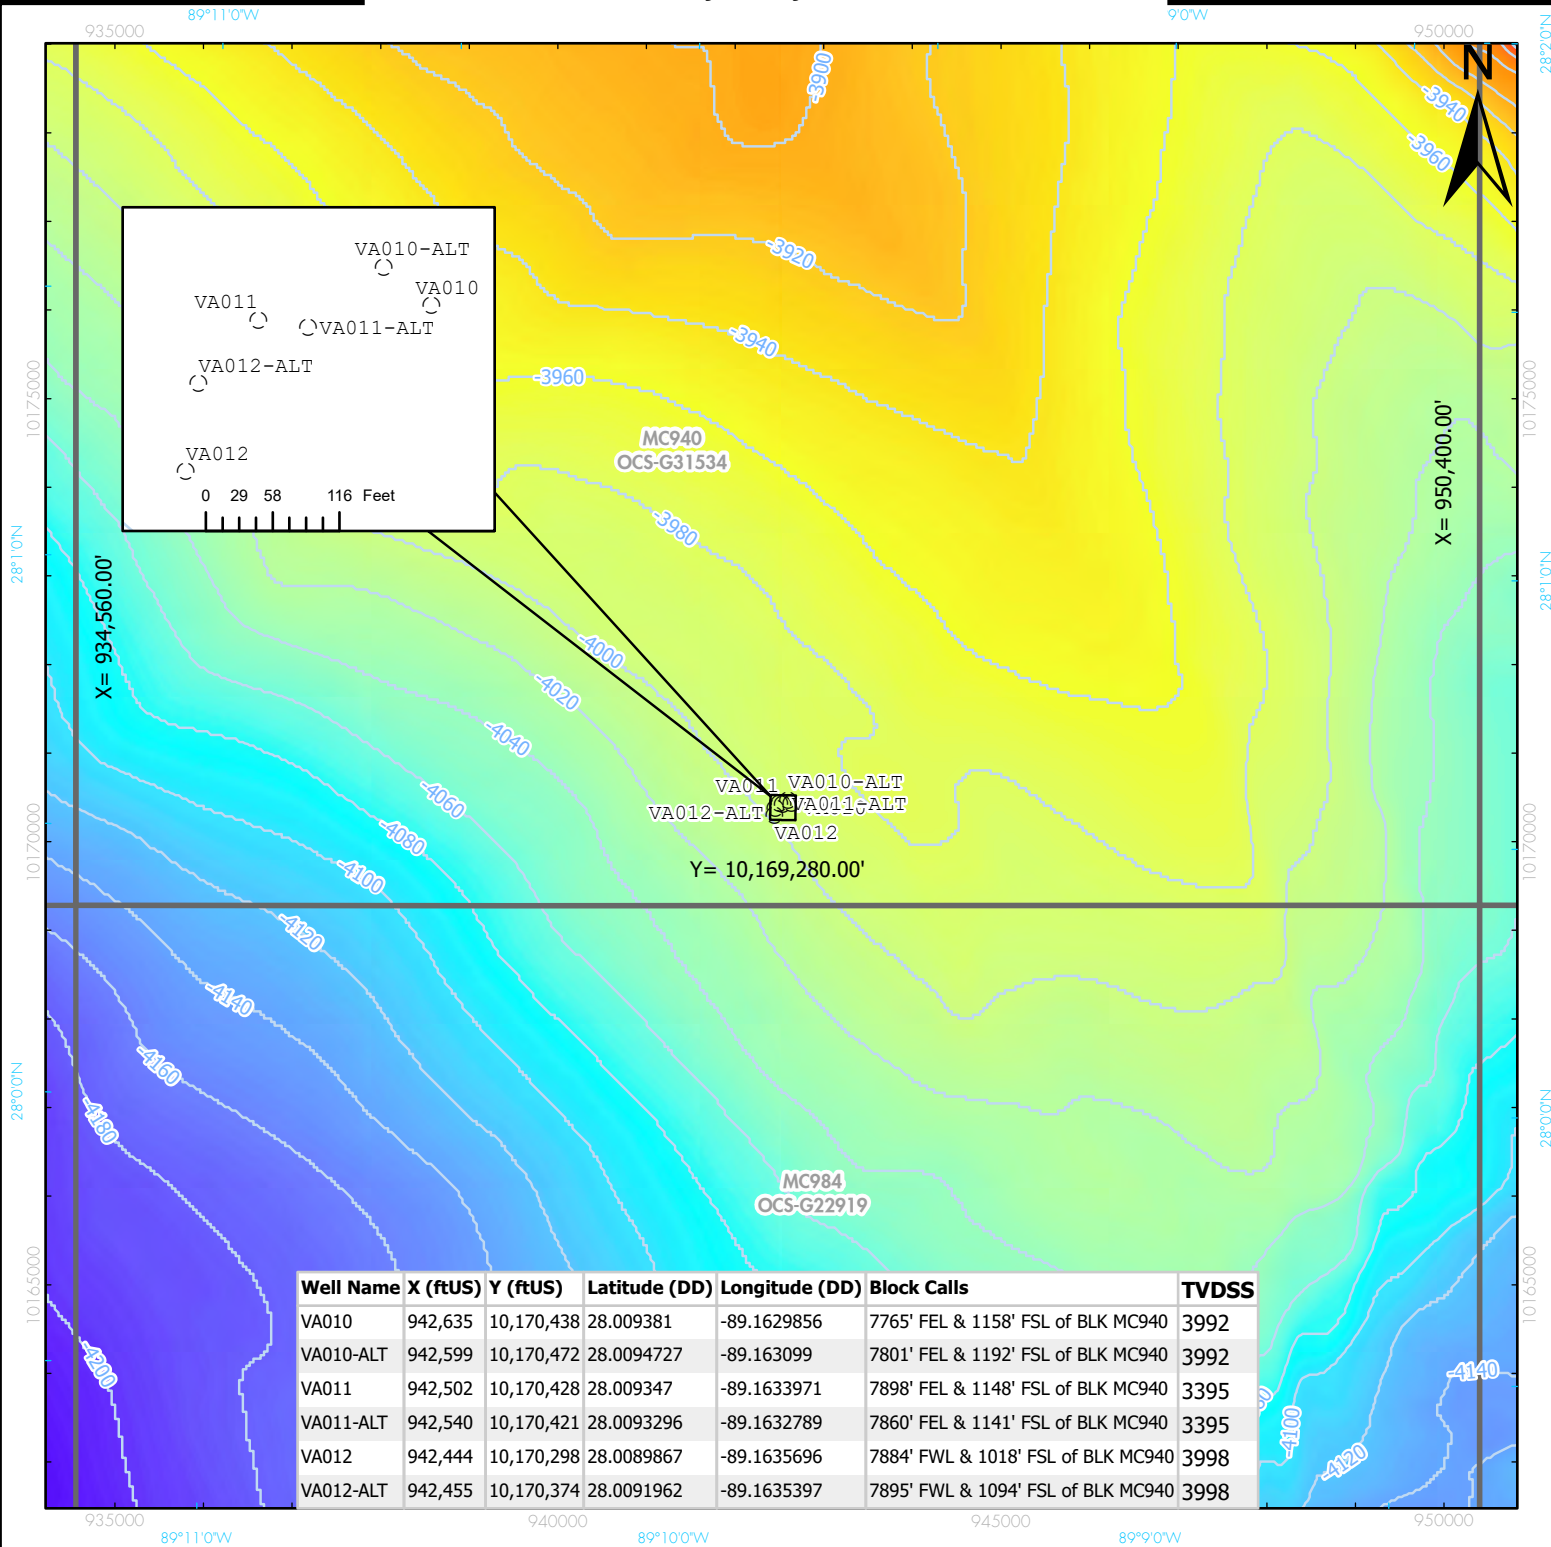 89°11'0"W
9'0"W
935000
950000
28°2'0"N
N
-3900
-3940
-3960
-3920
VA010-ALT
VA010
VA011
VA011-ALT
VA012-ALT
VA012
0 29 58 116 Feet
-3940
-3960
10175000
10175000
X= 950,400.00'
MC940
OCS-G31534
-3980
28°1'0"N
28°1'0"N
X= 934,560.00'
-4000
-4020
-4040
-4060
-4080
-4100
VA011
VA010-ALT
VA011-ALT
VA012-ALT
VA012
10170000
10170000
Y= 10,169,280.00'
-4120
-4140
-4160
-4180
28°0'0"N
28°0'0"N
MC984
OCS-G22919
10165000
10165000
-4200
-4140
-4100
-4120
Well Name X (ftUS) Y (ftUS) Latitude (DD) Longitude (DD) Block Calls TVDSS
VA010 942,635 10,170,438 28.009381 -89.1629856 7765' FEL & 1158' FSL of BLK MC940 3992
VA010-ALT 942,599 10,170,472 28.0094727 -89.163099 7801' FEL & 1192' FSL of BLK MC940 3992
VA011 942,502 10,170,428 28.009347 -89.1633971 7898' FEL & 1148' FSL of BLK MC940 3395
VA011-ALT 942,540 10,170,421 28.0093296 -89.1632789 7860' FEL & 1141' FSL of BLK MC940 3395
VA012 942,444 10,170,298 28.0089867 -89.1635696 7884' FWL & 1018' FSL of BLK MC940 3998
VA012-ALT 942,455 10,170,374 28.0091962 -89.1635397 7895' FWL & 1094' FSL of BLK MC940 3998
935000
940000
945000
950000
89°11'0"W
89°10'0"W
89°9'0"W